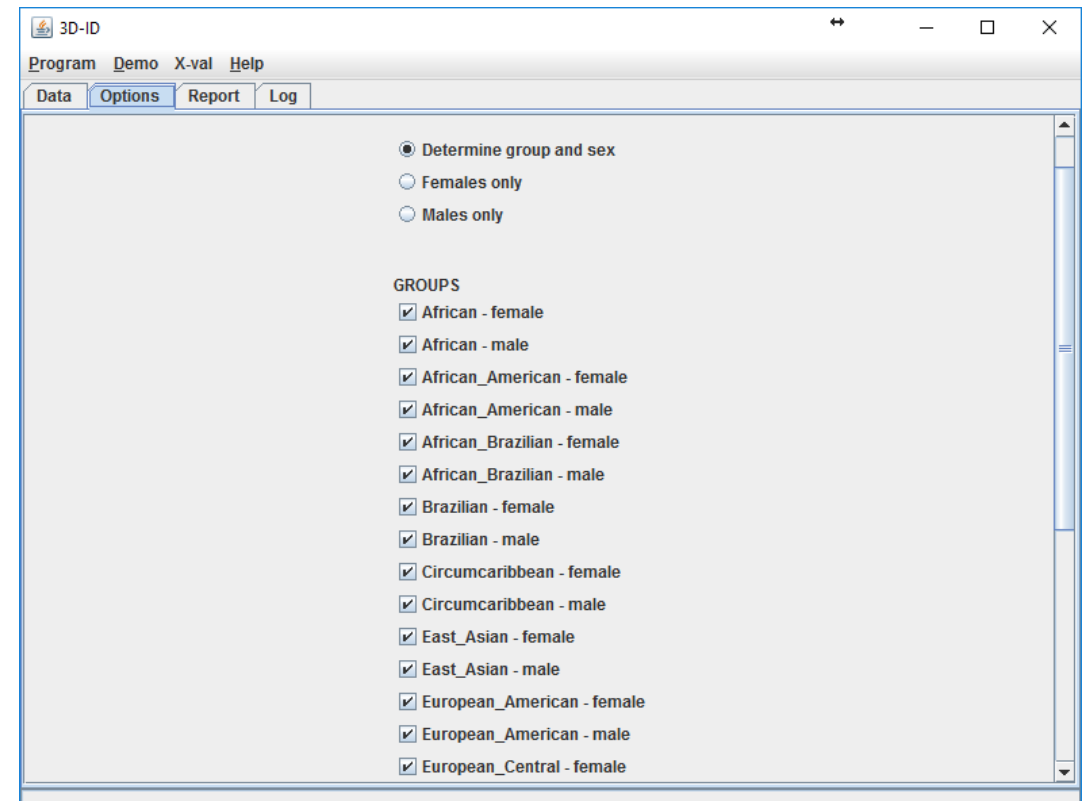 3D-ID
Program Demo X-val Help
Data Options Report Log
Determine group and sex
Females only
Males only
GROUPS
African - female
African - male
African_American - female
African_American - male
African_Brazilian - female
African_Brazilian - male
Brazilian - female
Brazilian - male
Circumcaribbean - female
Circumcaribbean - male
East_Asian - female
East_Asian - male
European_American - female
European_American - male
European_Central - female